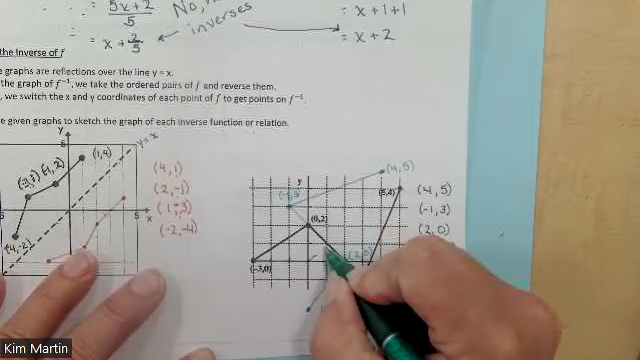 5x+2
5
No, n
inverses
= x + 2/5
= x+1+1
= x+2
the inverse of f
e graphs are reflections over the line y = x.
the graph of f⁻¹, we take the ordered pairs of f and reverse them.
, we switch the x and y coordinates of each point of f to get points on f⁻¹.
e given graphs to sketch the graph of each inverse function or relation.
y
y=x
5
(1,4)
(-1,2)
(-4,-2)
x
(4,1)
(2,-1)
(1,-3)
(-2,-4)
y
(4,5)
(5,4)
(0,2)
(-3,0)
(4,5)
(-1,3)
(2,0)
Kim Martin